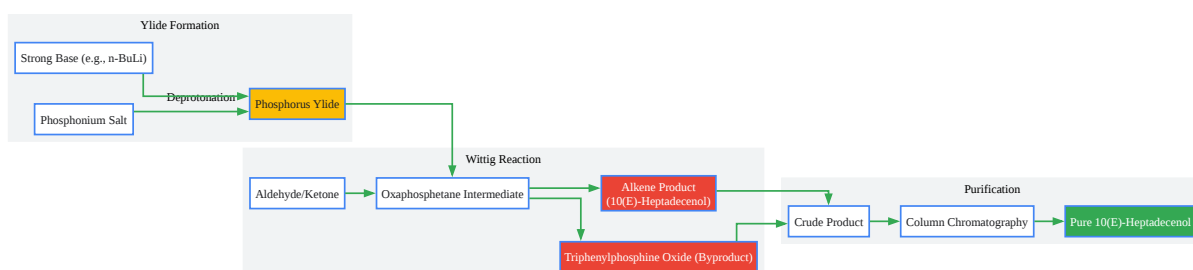 Ylide Formation
Strong Base (e.g., n-BuLi)
Deprotonation
Phosphorus Ylide
Phosphonium Salt
Wittig Reaction
Aldehyde/Ketone
Oxaphosphetane Intermediate
Alkene Product
(10(E)-Heptadecenol)
Triphenylphosphine Oxide (Byproduct)
Purification
Crude Product
Column Chromatography
Pure 10(E)-Heptadecenol